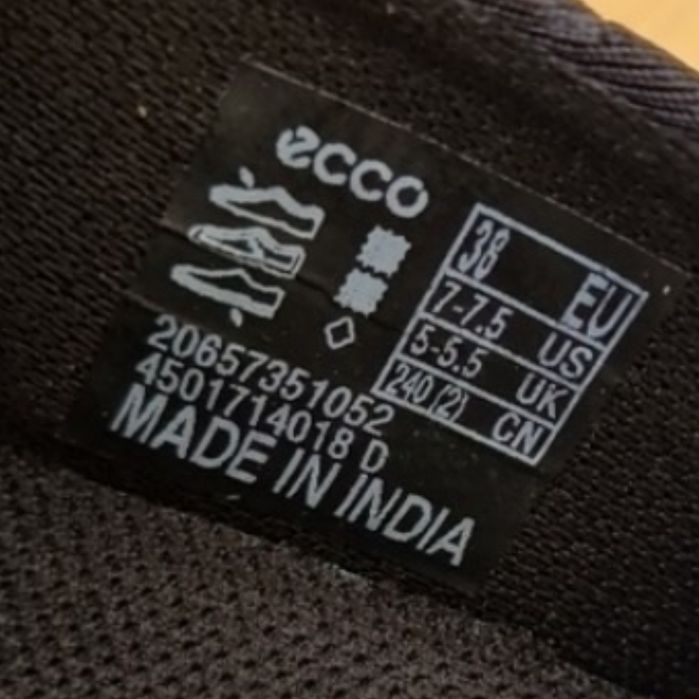 ecco
38 EU
7-7.5 US
5-5.5 UK
240 (2) CN
20657351052
4501714018 D
MADE IN INDIA